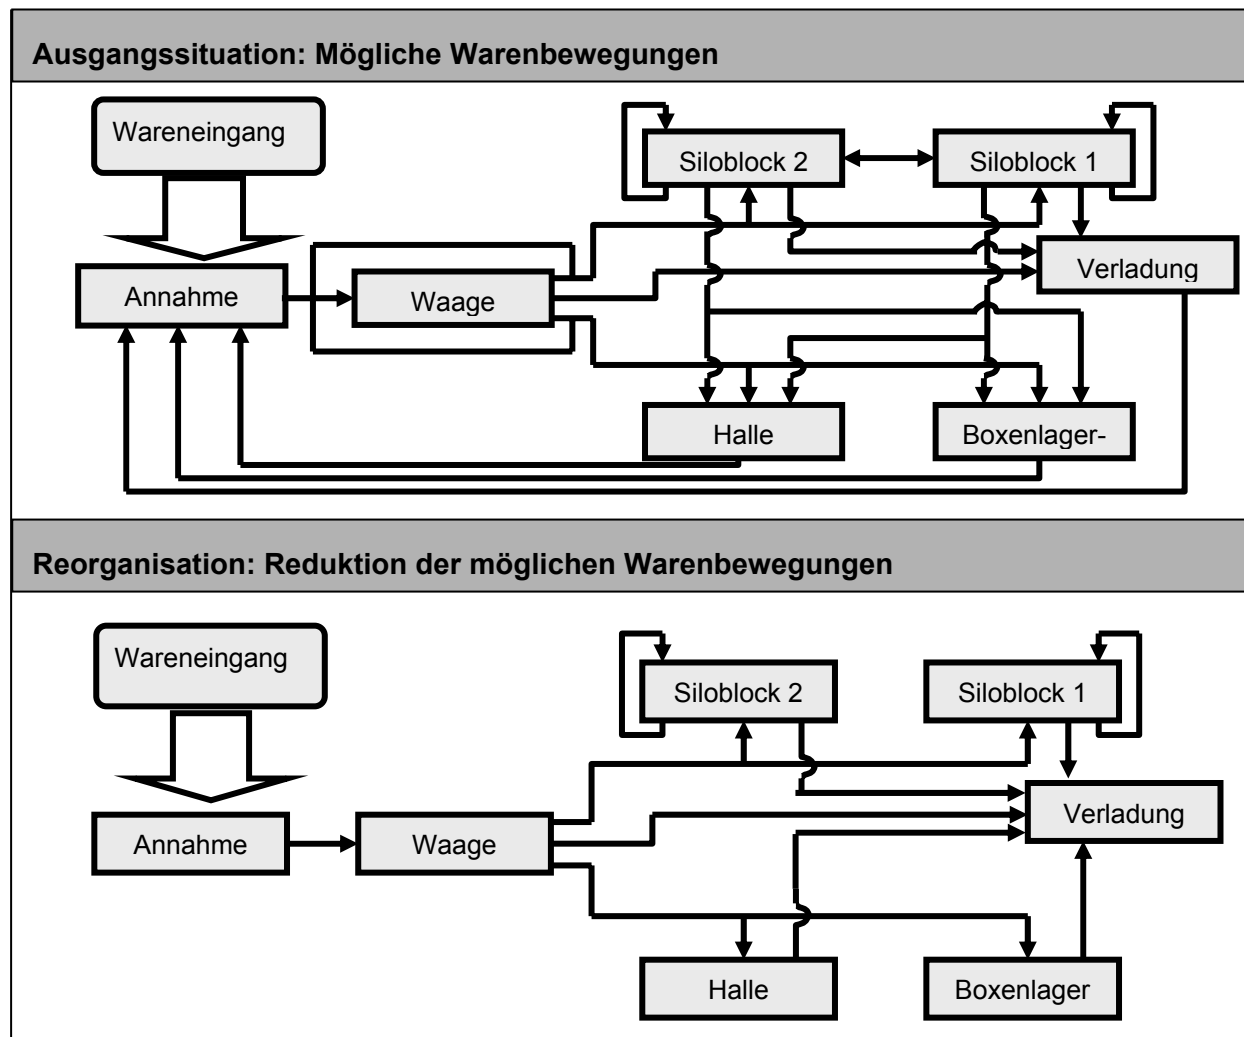 Ausgangssituation: Mögliche Warenbewegungen
Wareneingang
Siloblock 2
Siloblock 1
Annahme
Waage
Verladung
Halle
Boxenlager-
Reorganisation: Reduktion der möglichen Warenbewegungen
Wareneingang
Siloblock 2
Siloblock 1
Annahme
Waage
Verladung
Halle
Boxenlager